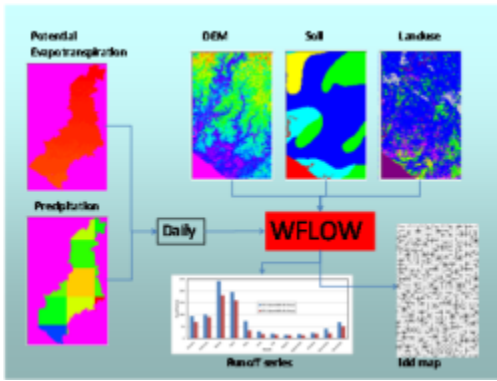 Potential
Evapotranspiration
DEM
Soil
Landuse
Precipitation
Daily
WFLOW
Runoff series
ldd map